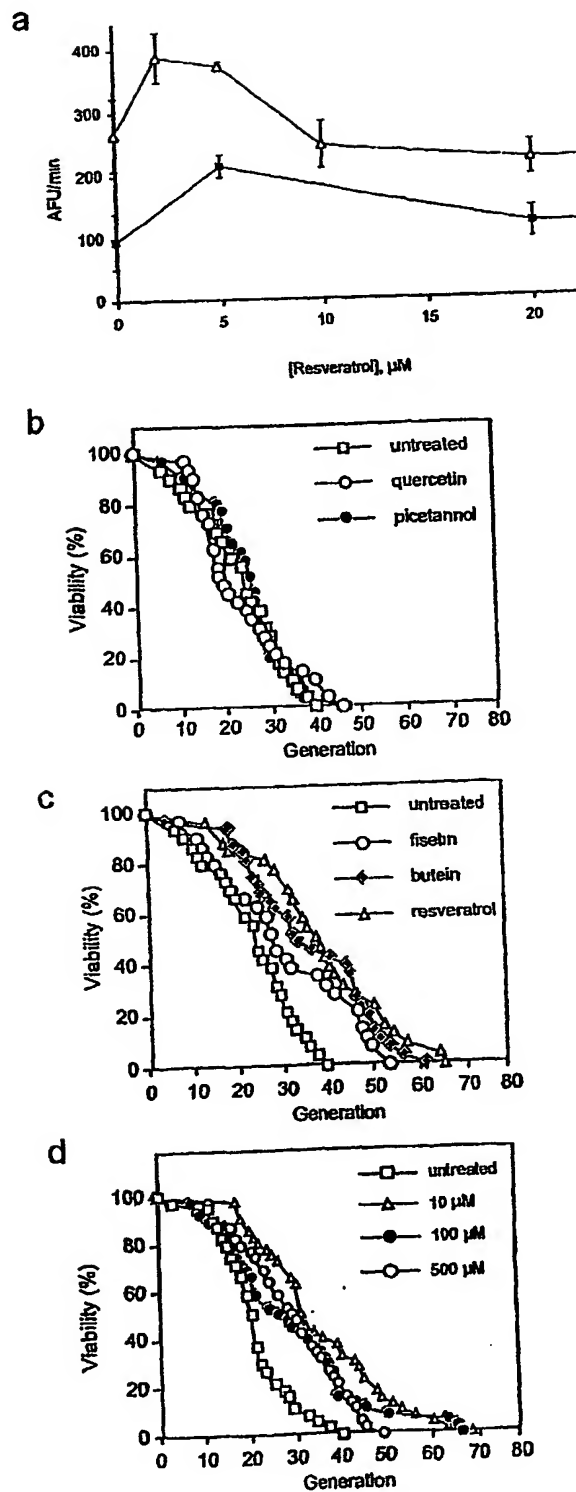 a
400
300
200
100
0
AFU/min
0 5 10 15 20
[Resveratrol], µM
b
untreated
quercetin
picetannol
100
80
60
40
20
0
Viability (%)
0 10 20 30 40 50 60 70 80
Generation
c
untreated
fisetin
butein
resveratrol
100
80
60
40
20
0
Viability (%)
0 10 20 30 40 50 60 70 80
Generation
d
untreated
10 µM
100 µM
500 µM
100
80
60
40
20
0
Viability (%)
0 10 20 30 40 50 60 70 80
Generation